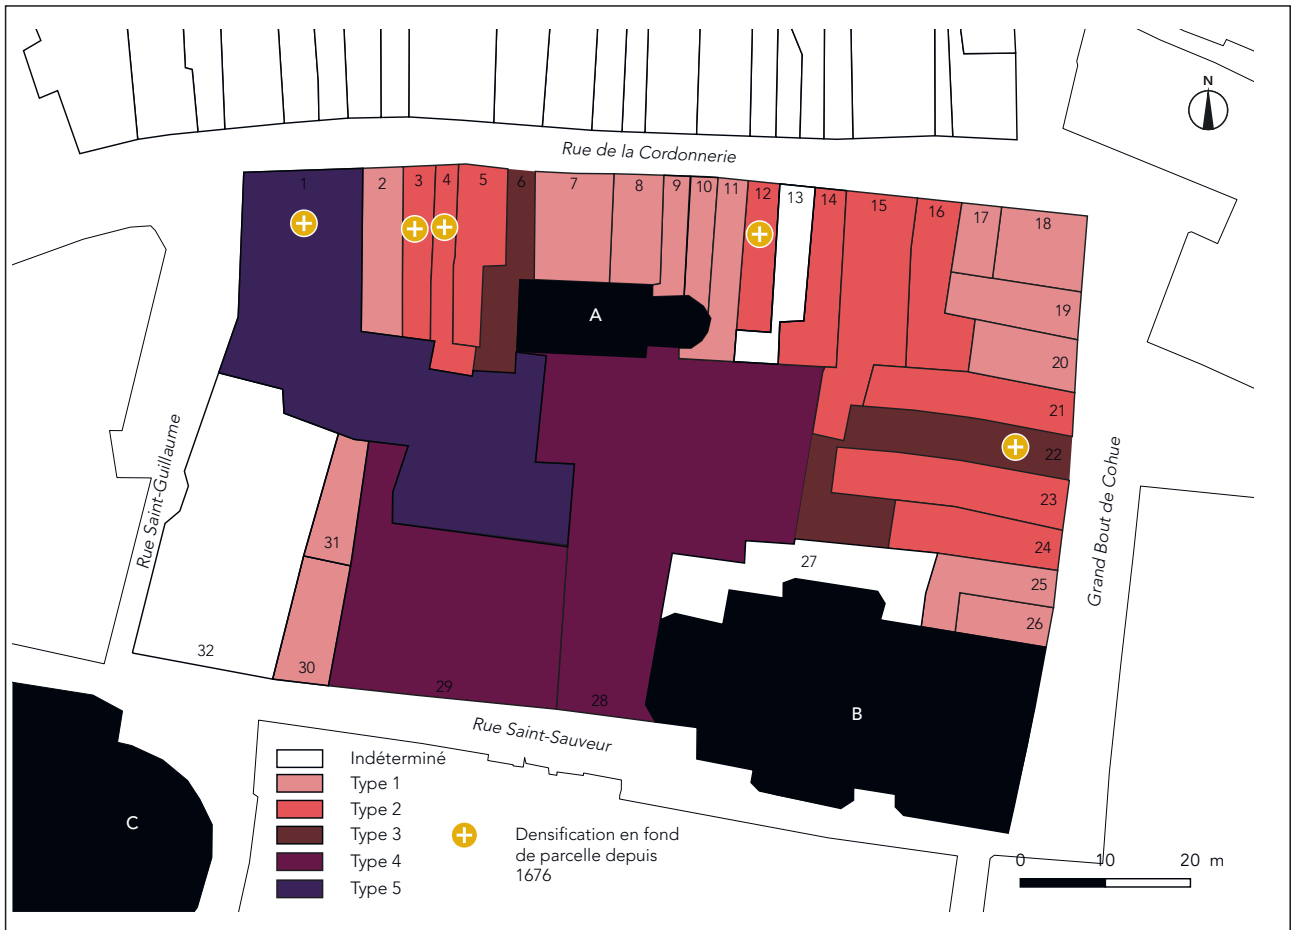 N
Rue de la Cordonnerie
1
2
3
4
5
6
7
8
9
10
11
12
13
14
15
16
17
18
A
19
20
21
22
23
24
25
26
27
28
29
30
31
32
B
C
Rue Saint-Guillaume
Grand Bout de Cohue
Rue Saint-Sauveur
Indéterminé
Type 1
Type 2
Type 3
Type 4
Type 5
Densification en fond
de parcelle depuis
1676
0 10 20 m